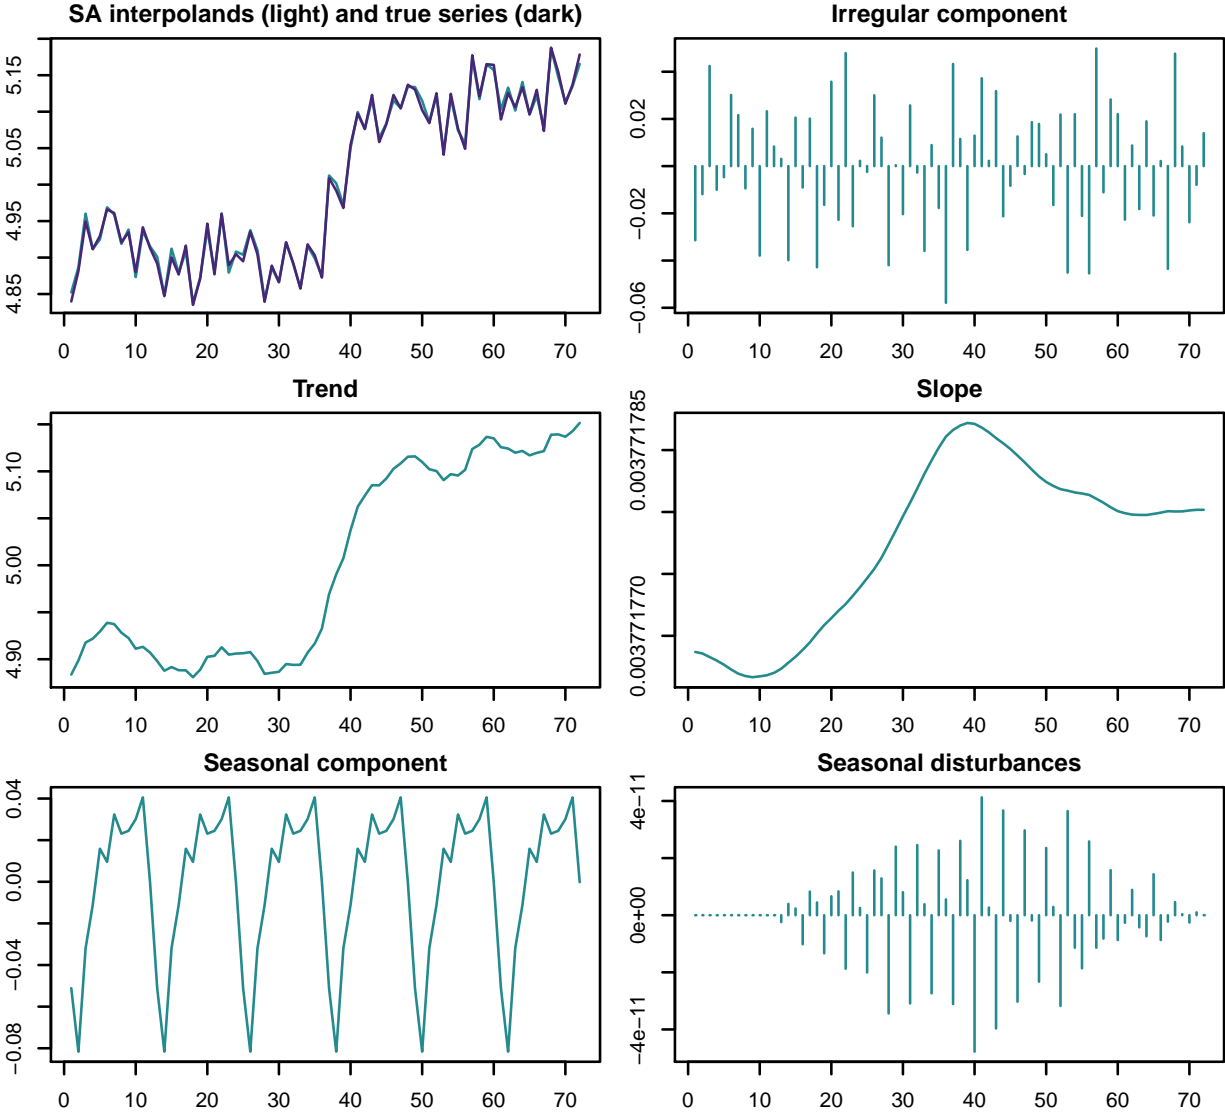 SA interpolands (light) and true series (dark)
4.85 4.95 5.05 5.15
0 10 20 30 40 50 60 70
Irregular component
−0.06 −0.02 0.02
0 10 20 30 40 50 60 70
Trend
4.90 5.00 5.10
0 10 20 30 40 50 60 70
Slope
0.003771770 0.003771785
0 10 20 30 40 50 60 70
Seasonal component
−0.08 −0.04 0.00 0.04
0 10 20 30 40 50 60 70
Seasonal disturbances
−4e−11 0e+00 4e−11
0 10 20 30 40 50 60 70